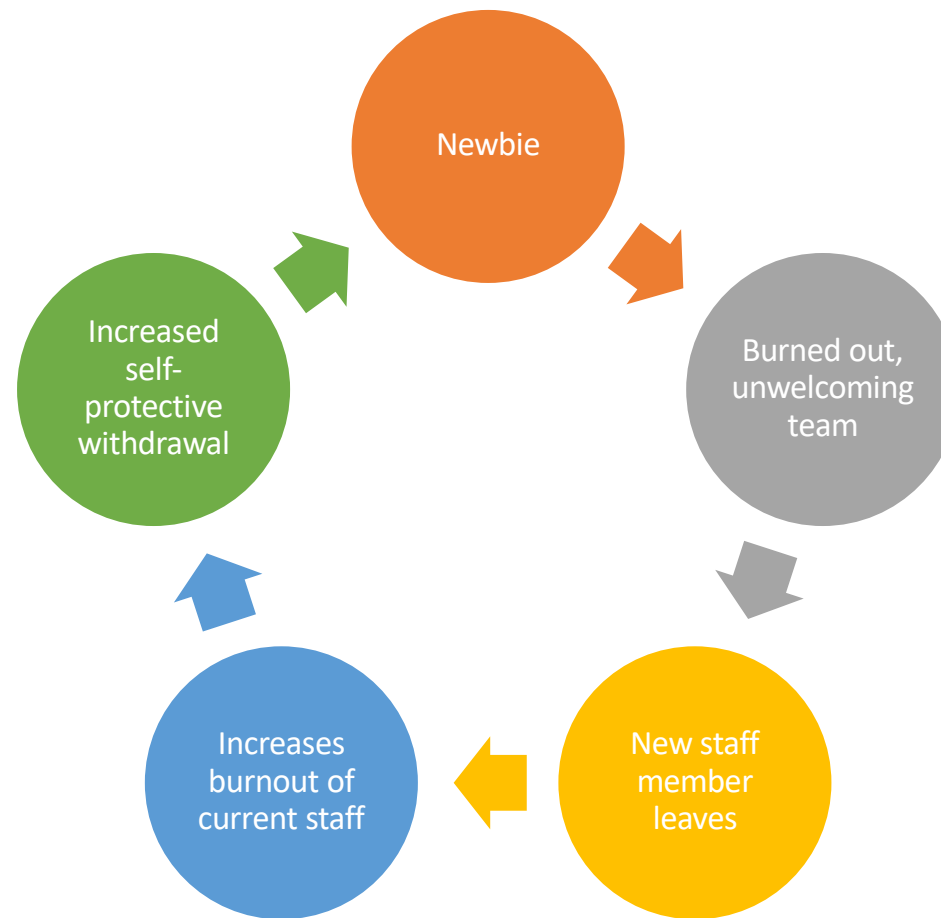 Newbie
Burned out,
unwelcoming
team
New staff
member
leaves
Increases
burnout of
current staff
Increased
self-
protective
withdrawal